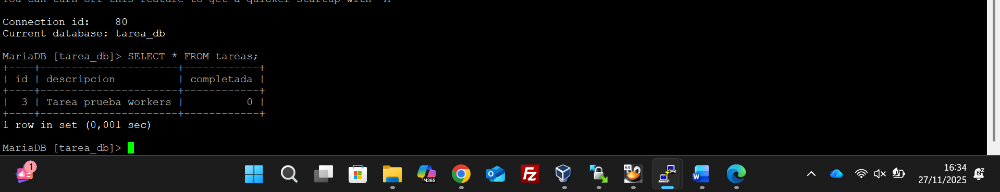 You can turn off this feature to get a quicker startup with -A
Connection id:    80
Current database: tarea_db
MariaDB [tarea_db]> SELECT * FROM tareas;
+----+----------------------+------------+
| id | descripcion          | completada |
+----+----------------------+------------+
|  3 | Tarea prueba workers |          0 |
+----+----------------------+------------+
1 row in set (0,001 sec)
MariaDB [tarea_db]>
1
M365
Fz
64
W
16:34
27/11/2025